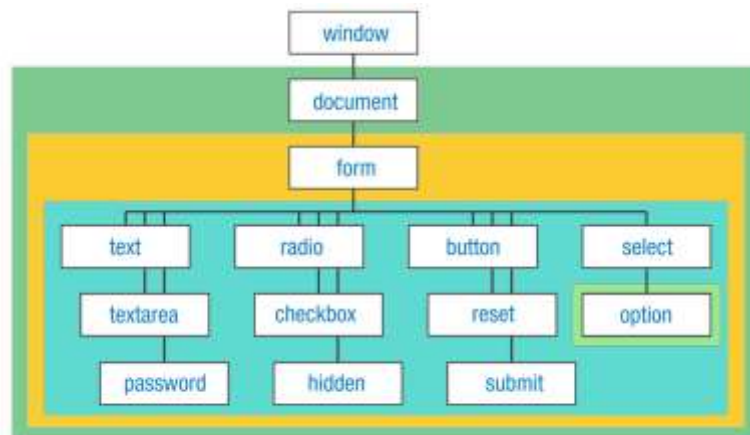 window
document
form
text radio button select
textarea checkbox reset option
password hidden submit